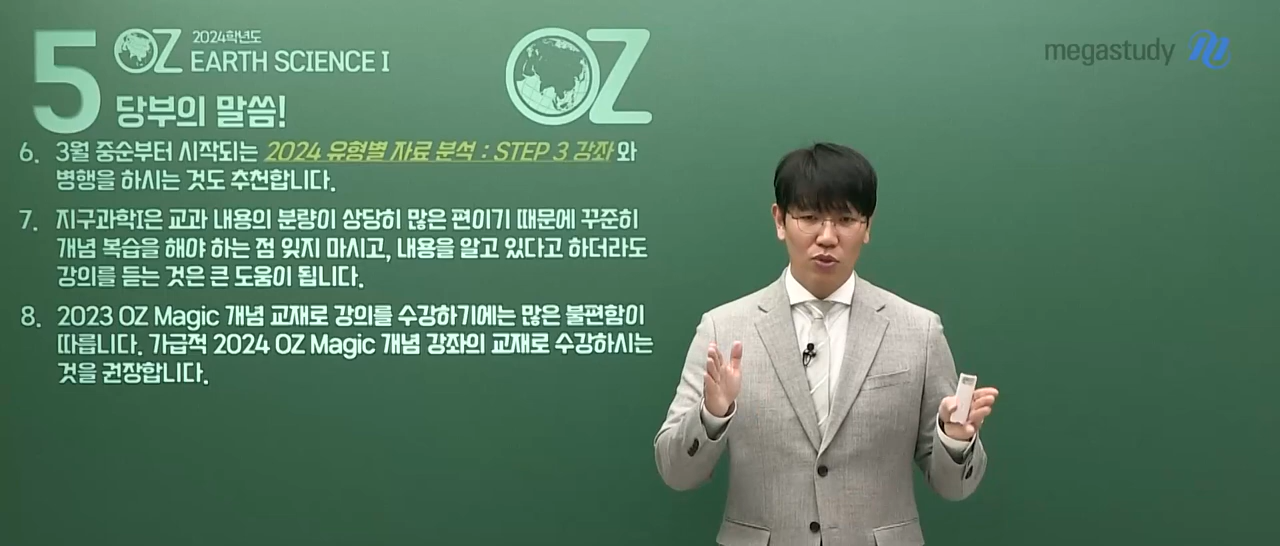 5
OZ 2024학년도
EARTH SCIENCE I
당부의 말씀!
OZ
megastudy
6. 3월 중순부터 시작되는 2024 유형별 자료 분석 : STEP 3 강좌 와
병행을 하시는 것도 추천합니다.
7. 지구과학I은 교과 내용의 분량이 상당히 많은 편이기 때문에 꾸준히
개념 복습을 해야 하는 점 잊지 마시고, 내용을 알고 있다고 하더라도
강의를 듣는 것은 큰 도움이 됩니다.
8. 2023 OZ Magic 개념 교재로 강의를 수강하기에는 많은 불편함이
따릅니다. 가급적 2024 OZ Magic 개념 강좌의 교재로 수강하시는
것을 권장합니다.